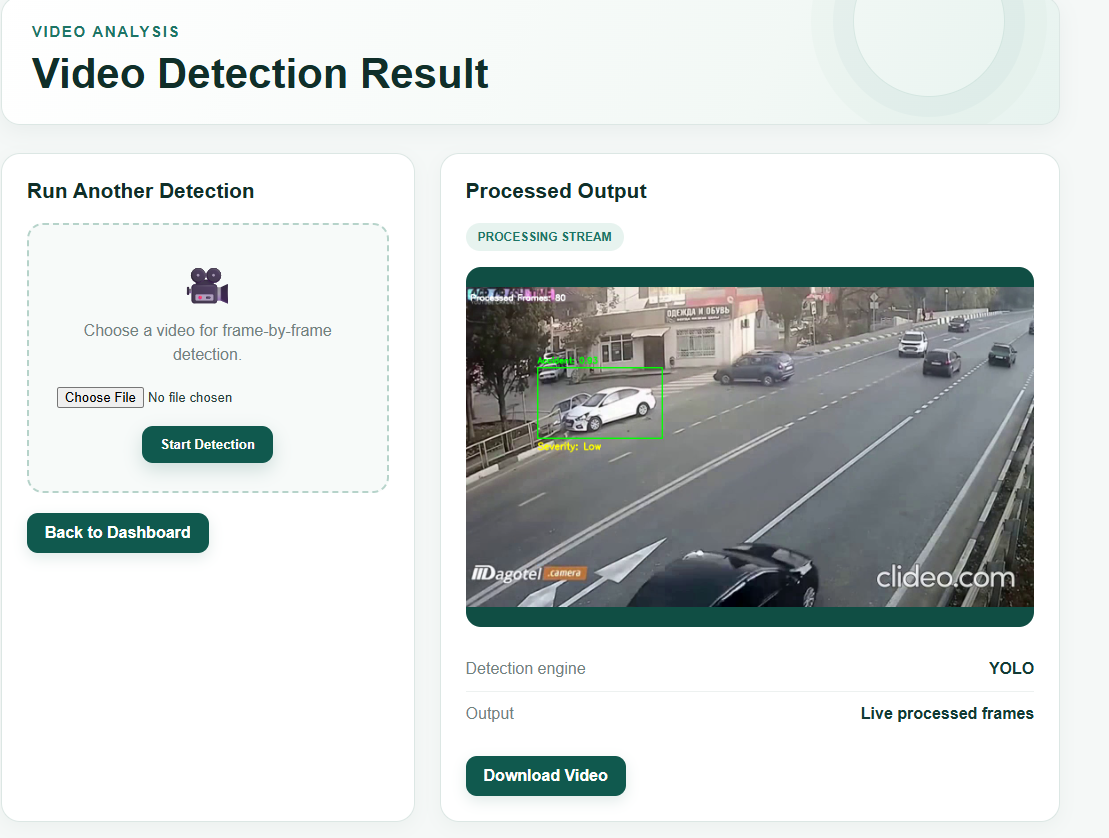 VIDEO ANALYSIS
Video Detection Result
Run Another Detection
Choose a video for frame-by-frame
detection.
Choose File No file chosen
Start Detection
Back to Dashboard
Processed Output
PROCESSING STREAM
Processed Frames: 80
ОДЕЖДА И ОБУВЬ
Severity: Low
Dagotel .camera
clideo.com
Detection engine YOLO
Output Live processed frames
Download Video